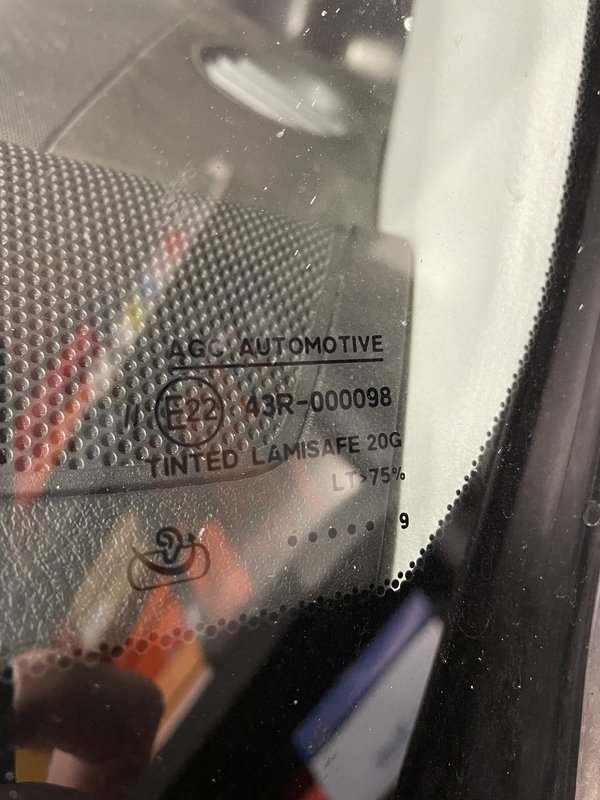 AGC AUTOMOTIVE
II E22 43R-000098
TINTED LAMISAFE 20G
LT>75%
..... 9